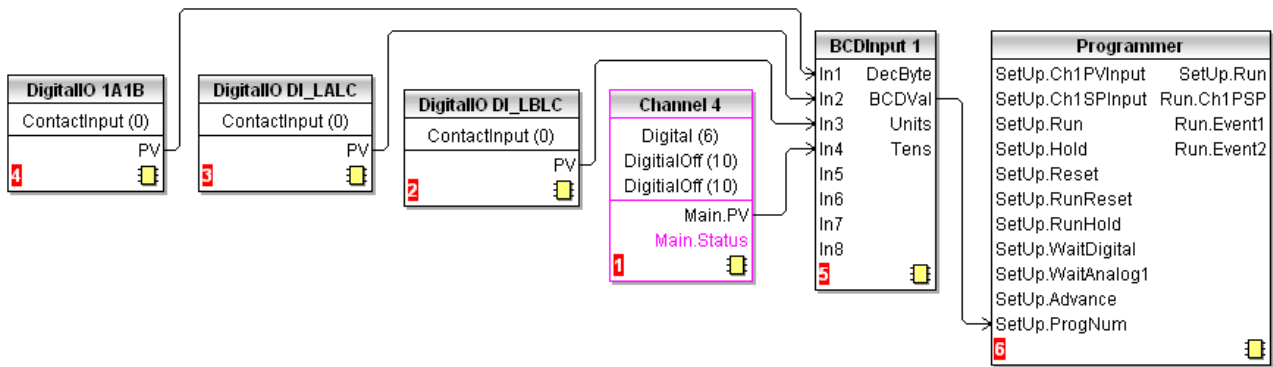 DigitalIO 1A1B
ContactInput (0)
PV
4
DigitalIO DI_LALC
ContactInput (0)
PV
3
DigitalIO DI_LBLC
ContactInput (0)
PV
2
Channel 4
Digital (6)
DigitialOff (10)
DigitialOff (10)
Main.PV
Main.Status
1
BCDInput 1
In1 DecByte
In2 BCDVal
In3 Units
In4 Tens
In5
In6
In7
In8
5
Programmer
SetUp.Ch1PVInput SetUp.Run
SetUp.Ch1SPInput Run.Ch1PSP
SetUp.Run Run.Event1
SetUp.Hold Run.Event2
SetUp.Reset
SetUp.RunReset
SetUp.RunHold
SetUp.WaitDigital
SetUp.WaitAnalog1
SetUp.Advance
SetUp.ProgNum
6